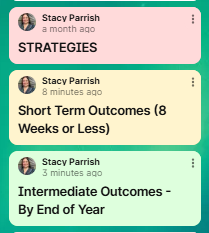 Stacy Parrish
a month ago
STRATEGIES
Stacy Parrish
8 minutes ago
Short Term Outcomes (8
Weeks or Less)
Stacy Parrish
3 minutes ago
Intermediate Outcomes -
By End of Year